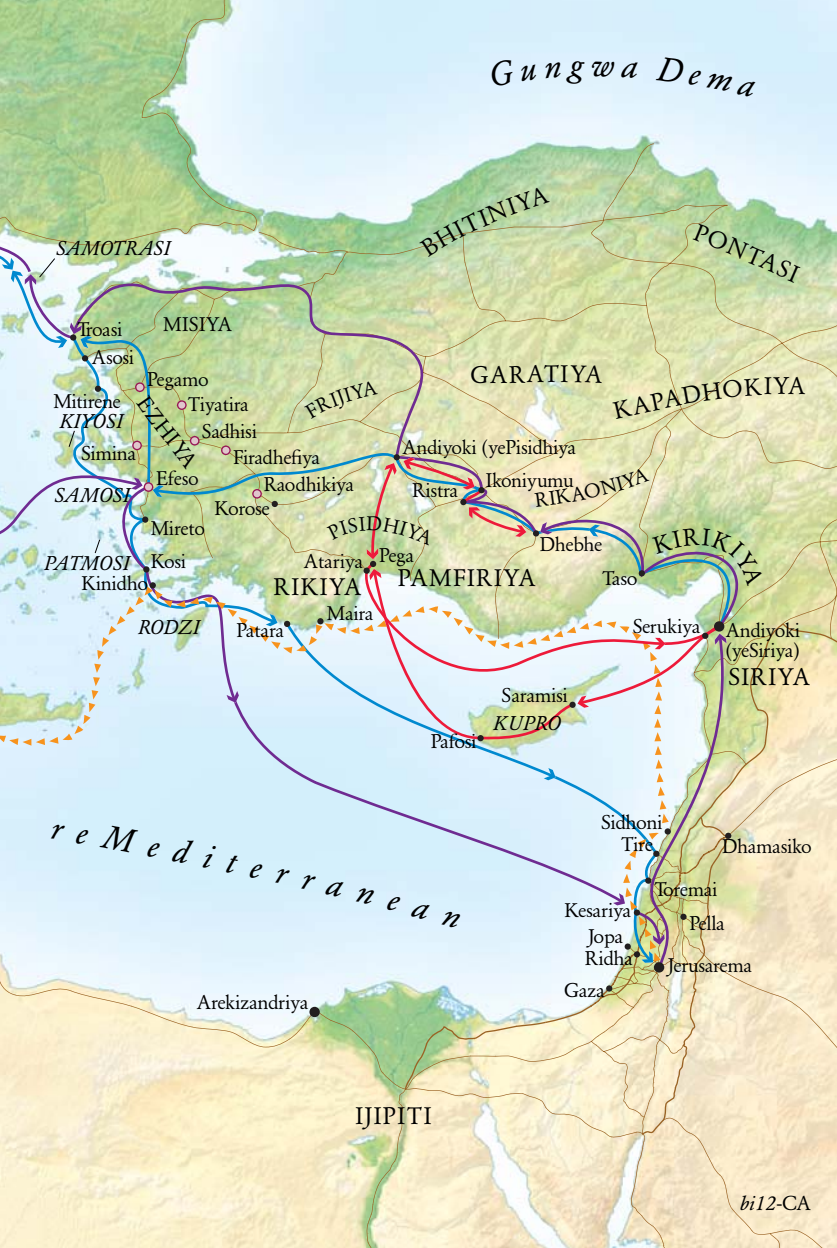 Gungwa Dema
BHITINIYA
PONTASI
SAMOTRASI
Troasi
MISIYA
Asosi
Pegamo
GARATIYA
KAPADHOKIYA
Mitirene
Tiyatira
FRIJIYA
KIYOSI
EZHIYA
Sadhisi
Simina
Firadhefiya
Andiyoki (yePisidhiya
Efeso
Raodhikiya
Ristra
Ikoniyumu
RIKAONIYA
SAMOSI
Korose
Mireto
PISIDHIYA
Dhebhe
KIRIKIYA
PATMOSI
Kosi
Atariya
Pega
Kinidho
RIKIYA
PAMFIRIYA
Taso
RODZI
Patara
Maira
Serukiya
Andiyoki
(yeSiriya)
SIRIYA
Saramisi
KUPRO
Pafosi
reMediterranean
Sidhoni
Tire
Dhamasiko
Toremai
Kesariya
Pella
Jopa
Ridha
Jerusarema
Gaza
Arekizandriya
IJIPITI
bi12-CA